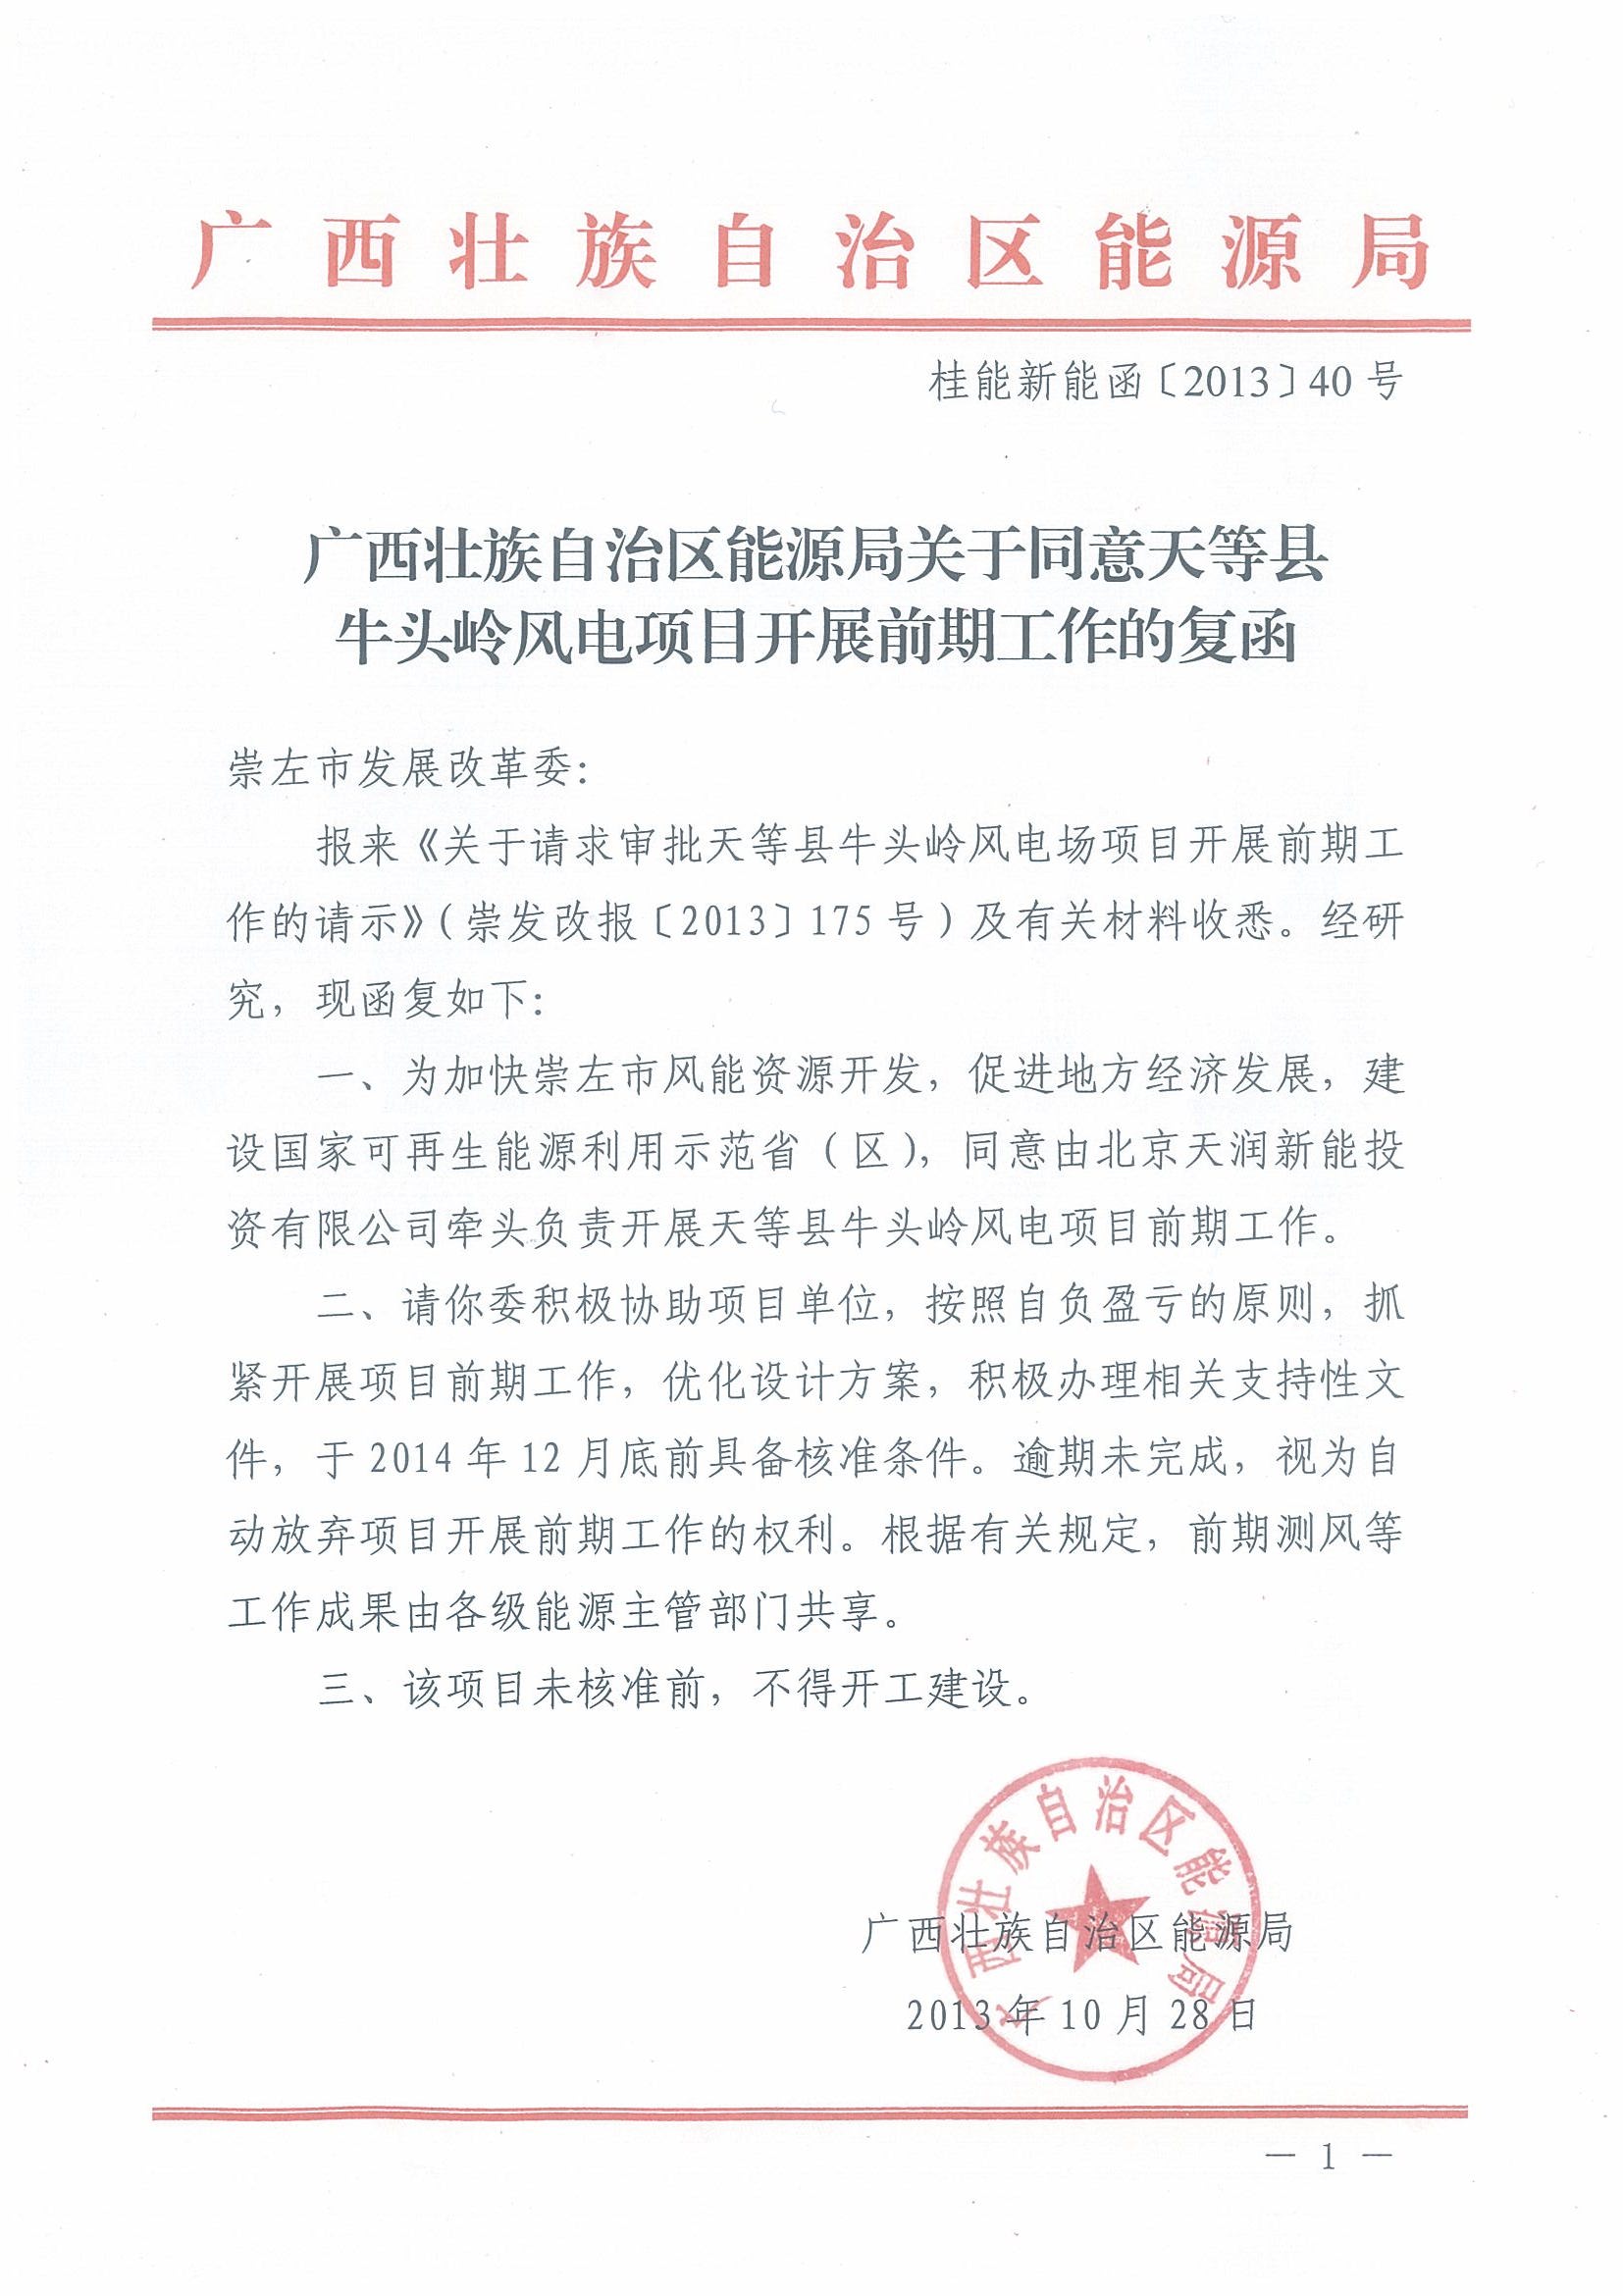 广西壮族自治区能源局
桂能新能函〔2013〕40号
广西壮族自治区能源局关于同意天等县
牛头岭风电项目开展前期工作的复函
崇左市发展改革委：
报来《关于请求审批天等县牛头岭风电场项目开展前期工
作的请示》（崇发改报〔2013〕175号）及有关材料收悉。经研
究，现函复如下：
一、为加快崇左市风能资源开发，促进地方经济发展，建
设国家可再生能源利用示范省（区），同意由北京天润新能投
资有限公司牵头负责开展天等县牛头岭风电项目前期工作。
二、请你委积极协助项目单位，按照自负盈亏的原则，抓
紧开展项目前期工作，优化设计方案，积极办理相关支持性文
件，于2014年12月底前具备核准条件。逾期未完成，视为自
动放弃项目开展前期工作的权利。根据有关规定，前期测风等
工作成果由各级能源主管部门共享。
三、该项目未核准前，不得开工建设。
广西壮族自治区能源局
广西壮族自治区能源局
2013年10月28日
— 1 —